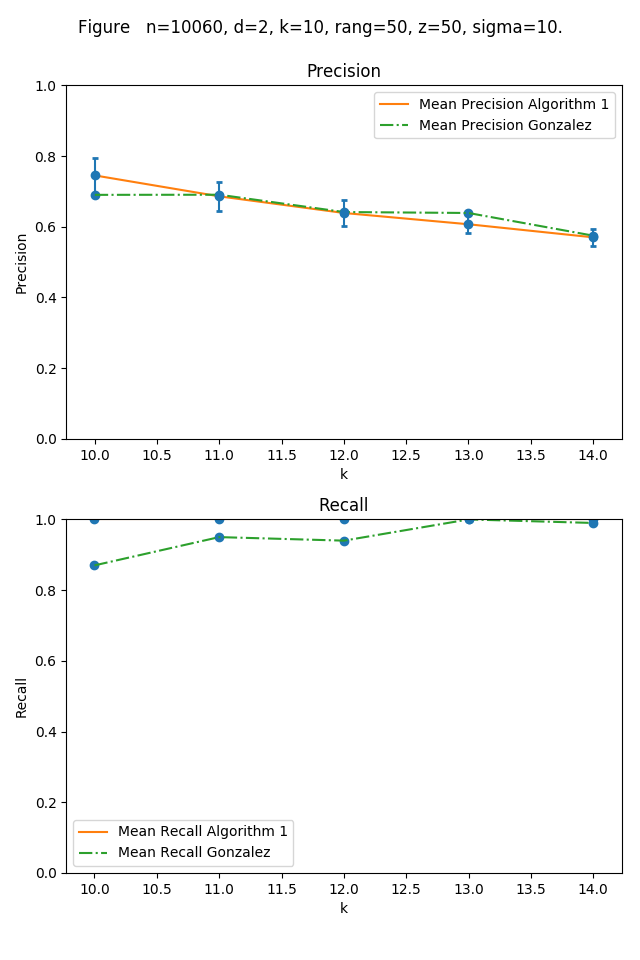 Figure   n=10060, d=2, k=10, rang=50, z=50, sigma=10.
Precision
1.0
0.8
0.6
0.4
0.2
0.0
Precision
Mean Precision Algorithm 1
Mean Precision Gonzalez
10.0 10.5 11.0 11.5 12.0 12.5 13.0 13.5 14.0
k
Recall
1.0
0.8
0.6
0.4
0.2
0.0
Recall
Mean Recall Algorithm 1
Mean Recall Gonzalez
10.0 10.5 11.0 11.5 12.0 12.5 13.0 13.5 14.0
k